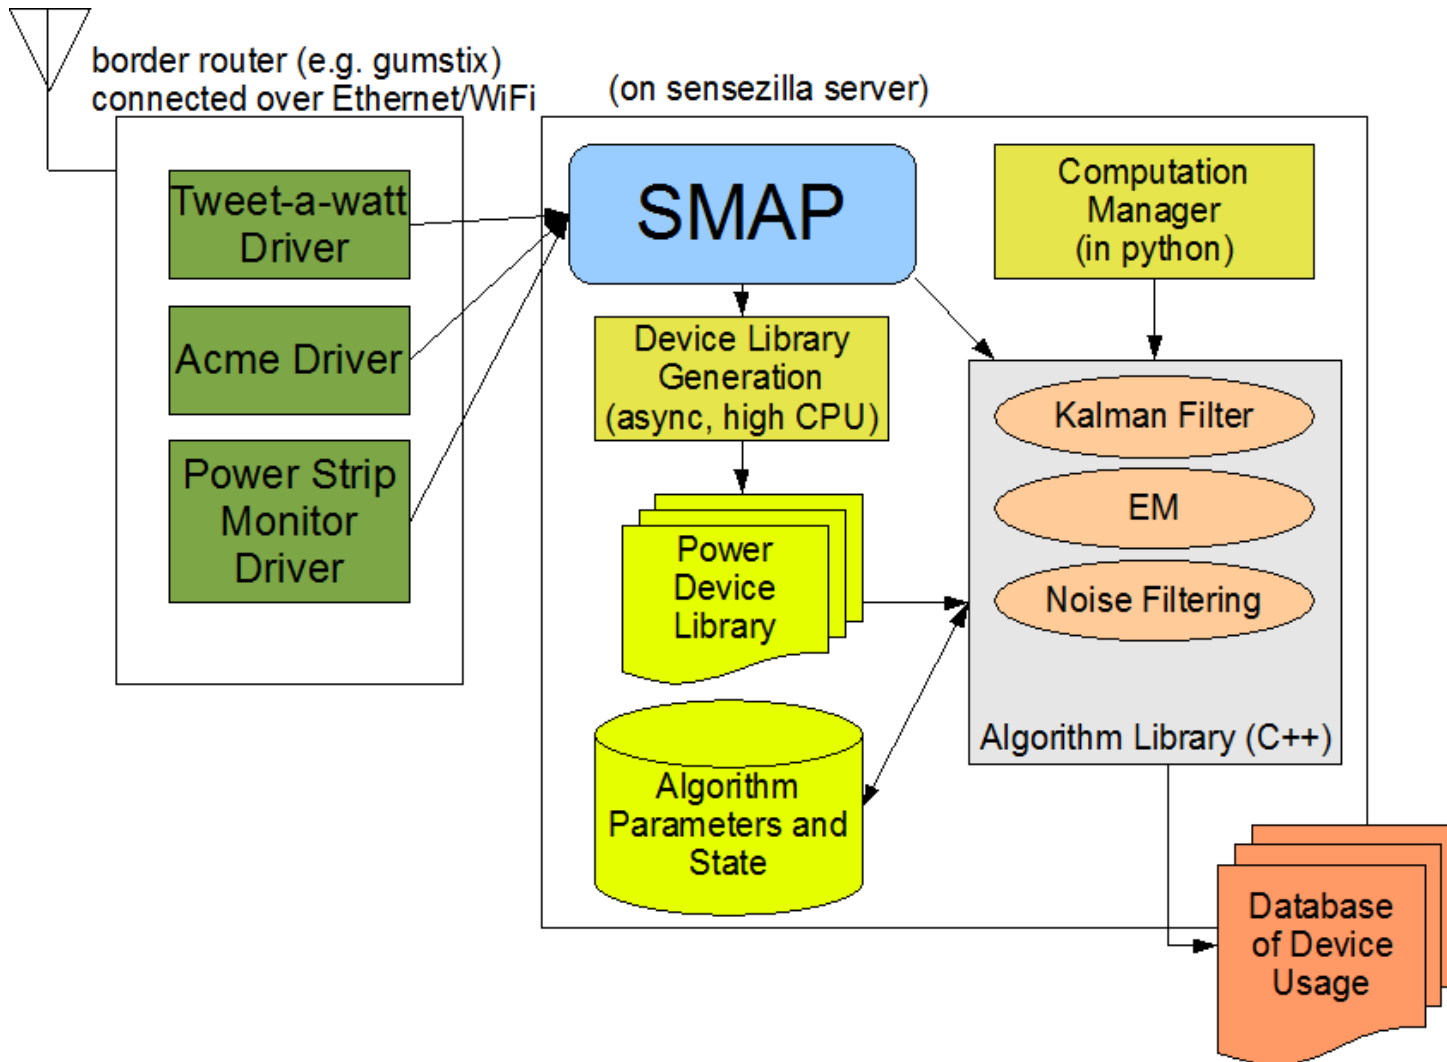 border router (e.g. gumstix)
connected over Ethernet/WiFi
(on sensezilla server)
Tweet-a-watt
Driver
Acme Driver
Power Strip
Monitor
Driver
SMAP
Computation
Manager
(in python)
Device Library
Generation
(async, high CPU)
Power
Device
Library
Algorithm
Parameters and
State
Kalman Filter
EM
Noise Filtering
Algorithm Library (C++)
Database
of Device
Usage